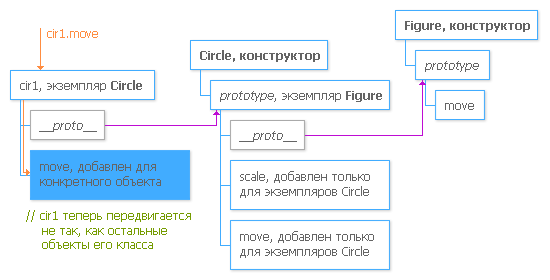 cir1.move
cir1, экземпляр Circle
__proto__
move, добавлен для
конкретного объекта
// cir1 теперь передвигается
не так, как остальные
объекты его класса
Circle, конструктор
prototype, экземпляр Figure
__proto__
scale, добавлен только
для экземпляров Circle
move, добавлен только
для экземпляров Circle
Figure, конструктор
prototype
move